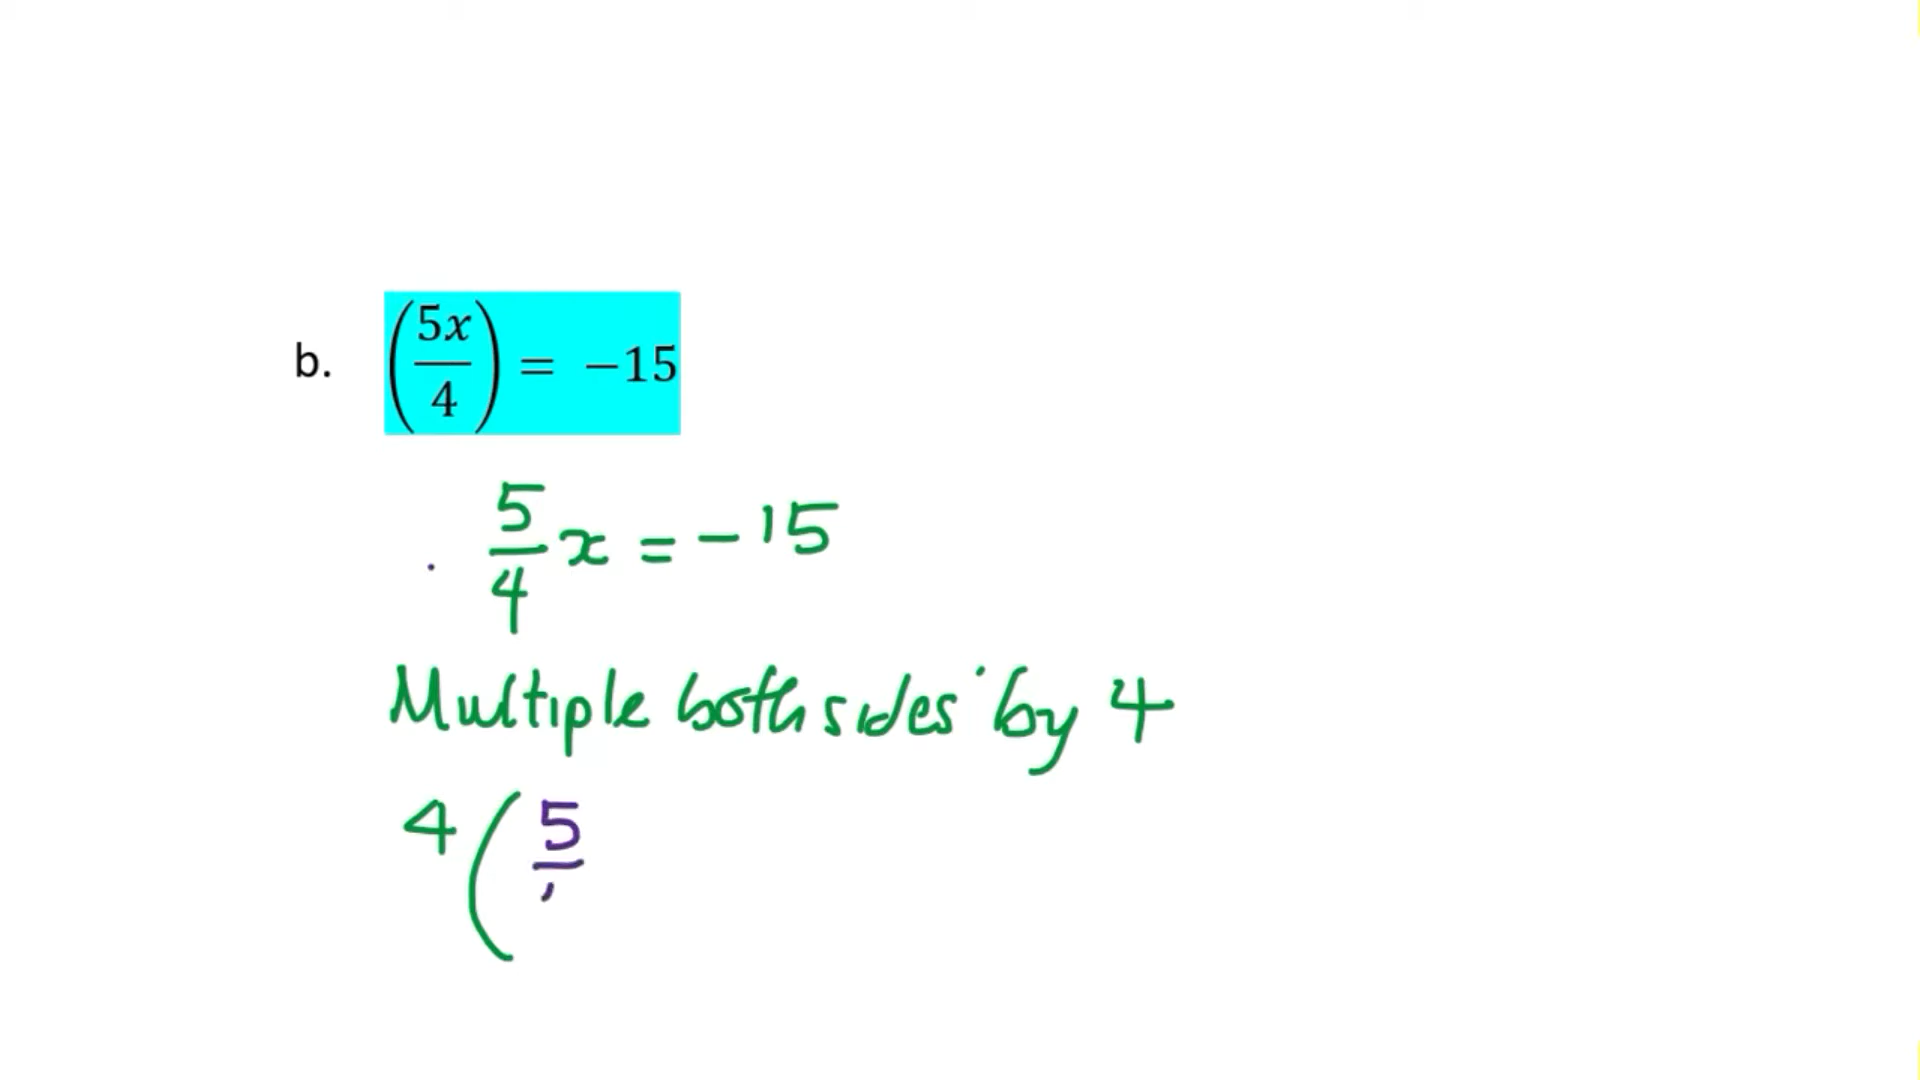 b. (5x/4) = −15
5/4 x = -15
Multiple both sides by 4
4(5/